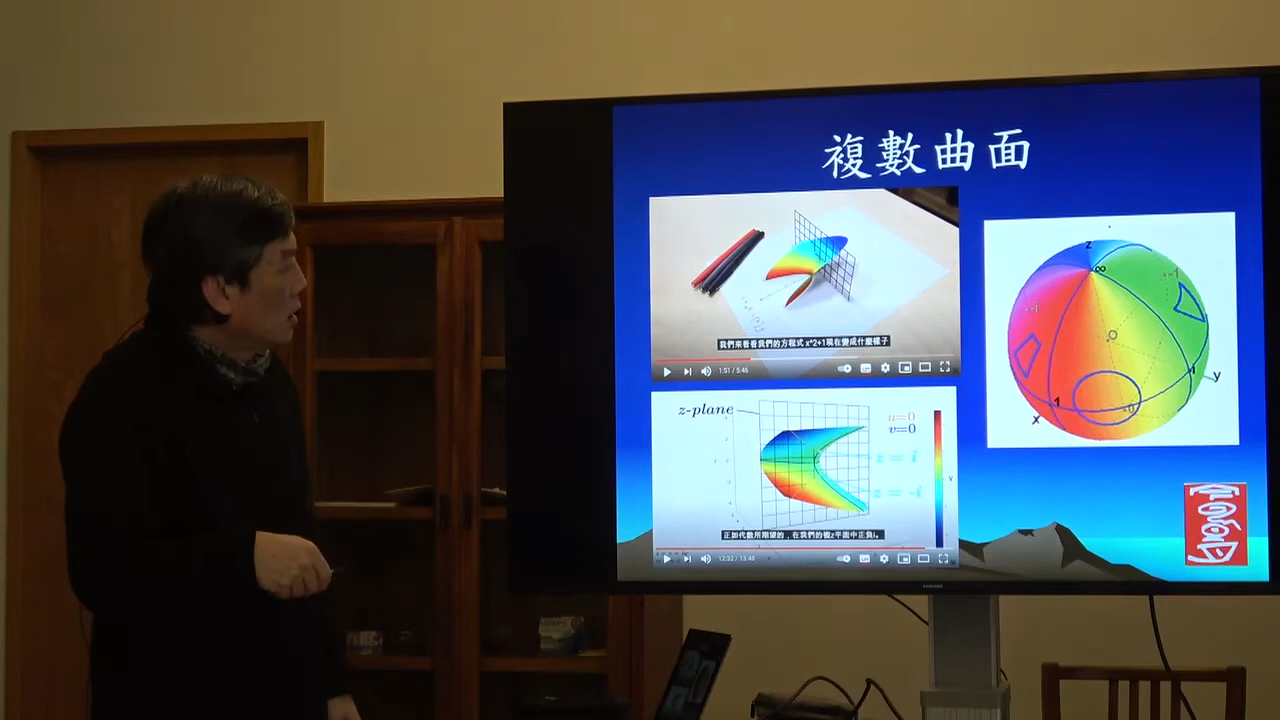 複數曲面
我們來看看我們的方程式 x^2+1現在變成什麼樣子
1:51 / 5:46
z-plane
u=0
v=0
z = i
z = -i
正如代數所期望的，在我們的複z平面中正負i。
12:32 / 13:48
z
∞
-1
-1
O
i
y
1
-0
x
SAMSUNG